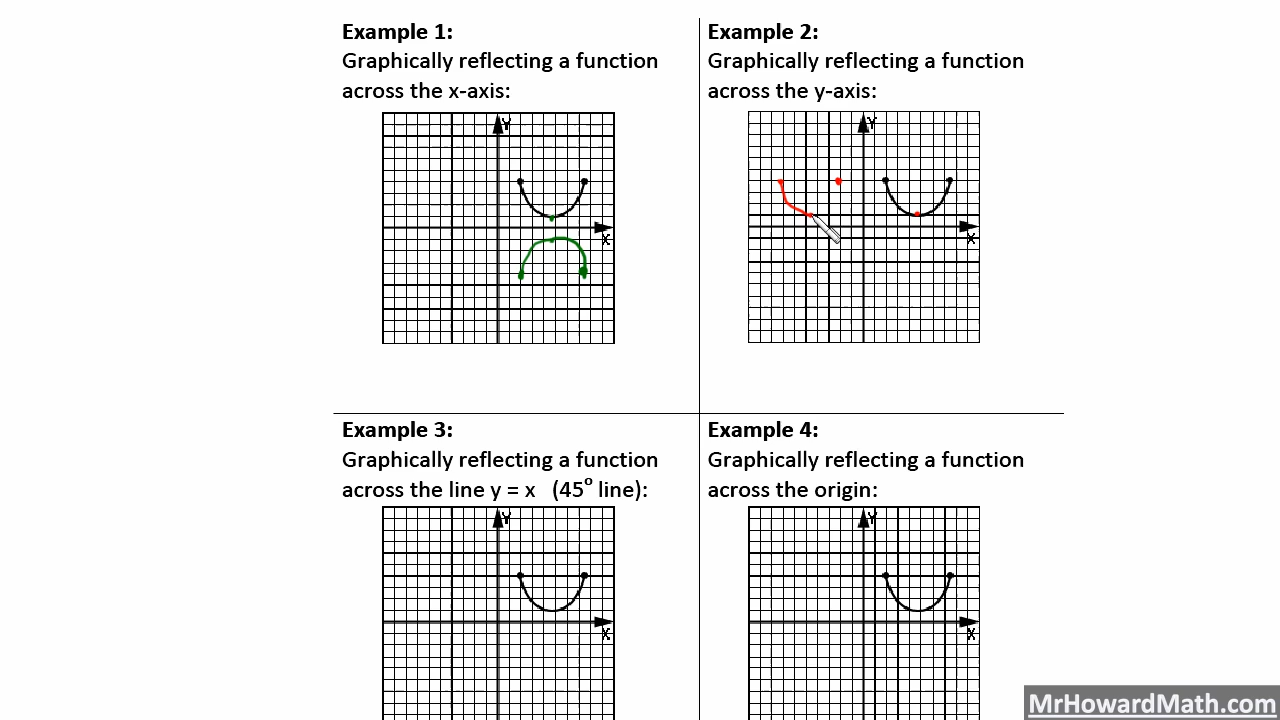 Example 1:
Graphically reflecting a function
across the x-axis:
Y
X
Example 2:
Graphically reflecting a function
across the y-axis:
Y
X
Example 3:
Graphically reflecting a function
across the line y = x (45° line):
Y
X
Example 4:
Graphically reflecting a function
across the origin:
Y
X
MrHowardMath.com